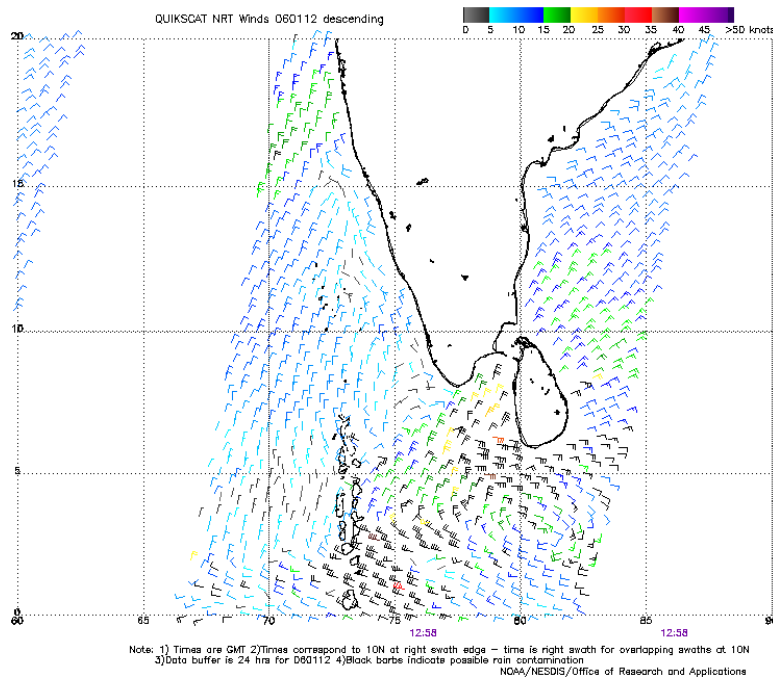 QUIKSCAT NRT Winds 060112 descending
0 5 10 15 20 25 30 35 40 45 >50 knots
20
15
10
5
0
60 65 70 75 80 85 90
12:58 12:58
Note: 1) Times are GMT 2)Times correspond to 10N at right swath edge – time is right swath for overlapping swaths at 10N
3)Data buffer is 24 hrs for 060112 4)Black barbs indicate possible rain contamination
NOAA/NESDIS/Office of Research and Applications